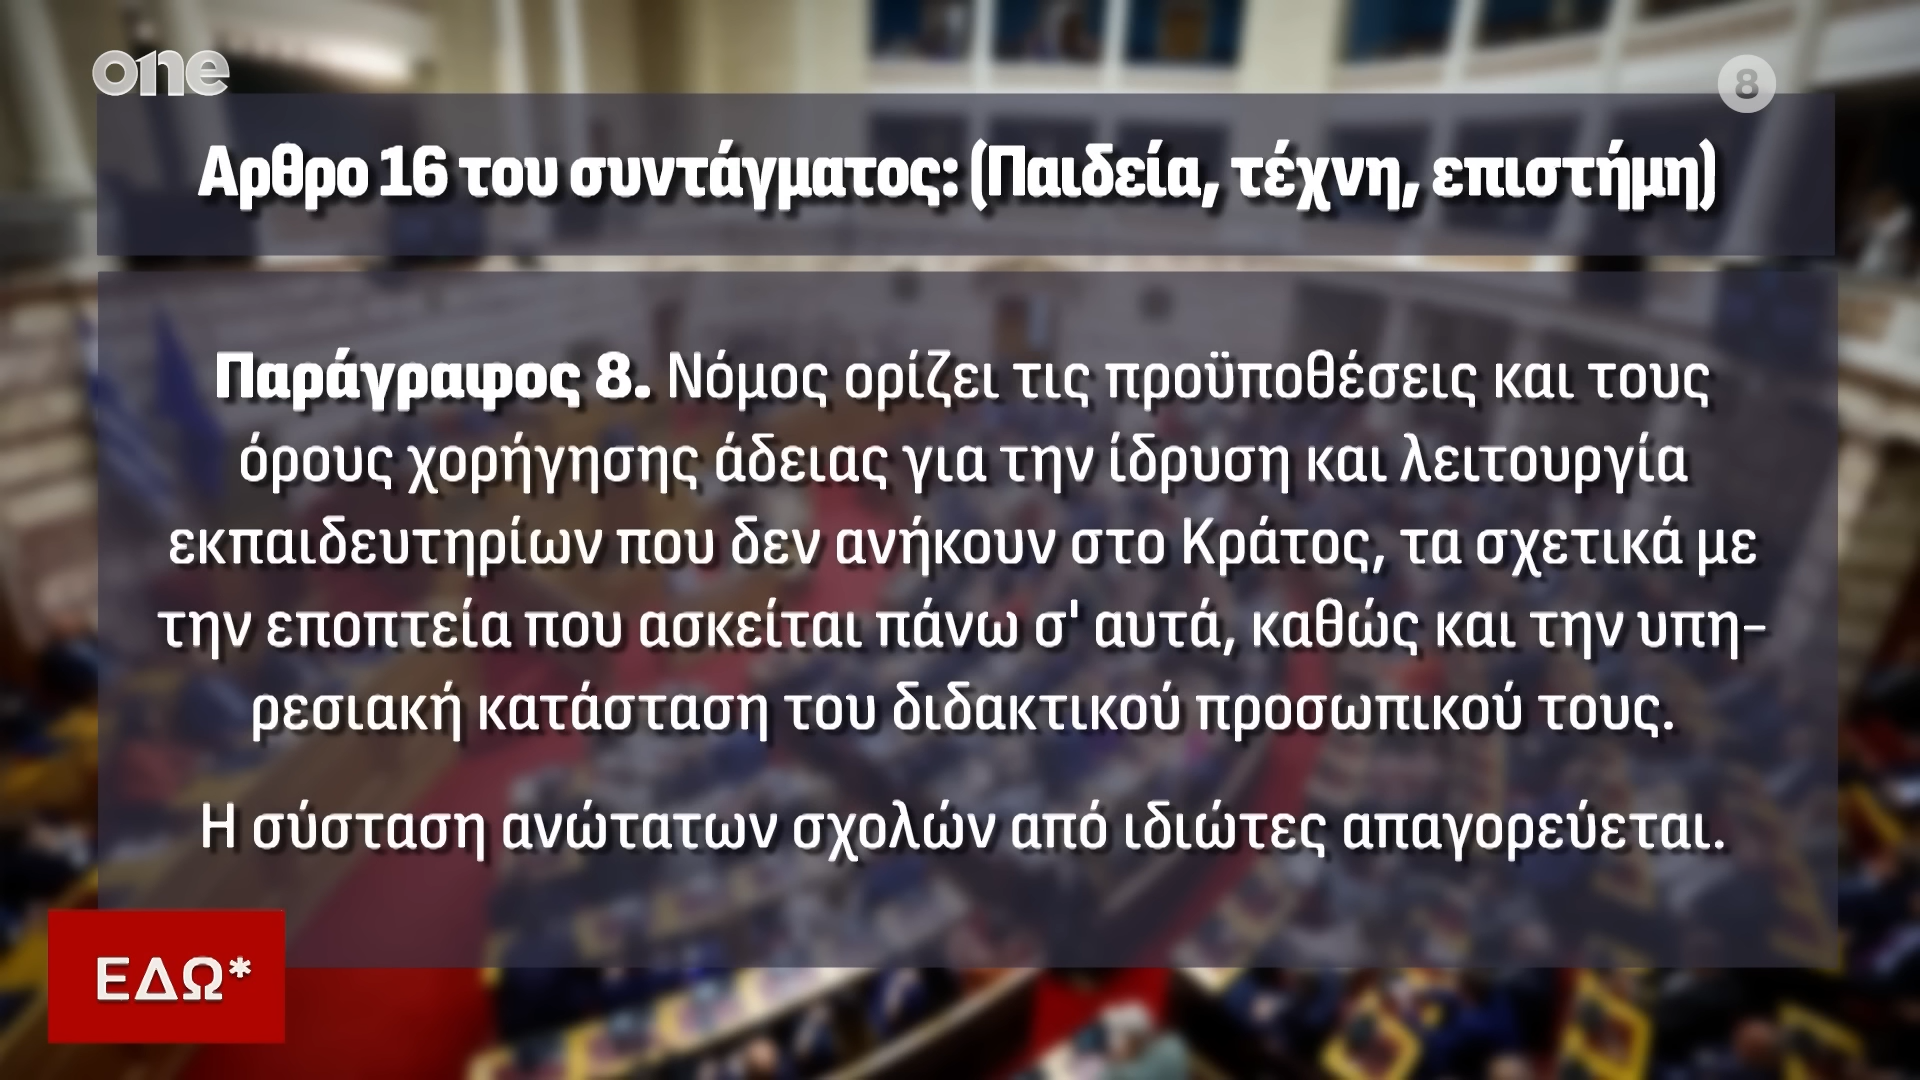 one
8
Αρθρο 16 του συντάγματος: (Παιδεία, τέχνη, επιστήμη)
Παράγραφος 8. Νόμος ορίζει τις προϋποθέσεις και τους
όρους χορήγησης άδειας για την ίδρυση και λειτουργία
εκπαιδευτηρίων που δεν ανήκουν στο Κράτος, τα σχετικά με
την εποπτεία που ασκείται πάνω σ' αυτά, καθώς και την υπη-
ρεσιακή κατάσταση του διδακτικού προσωπικού τους.
Η σύσταση ανώτατων σχολών από ιδιώτες απαγορεύεται.
ΕΔΩ*